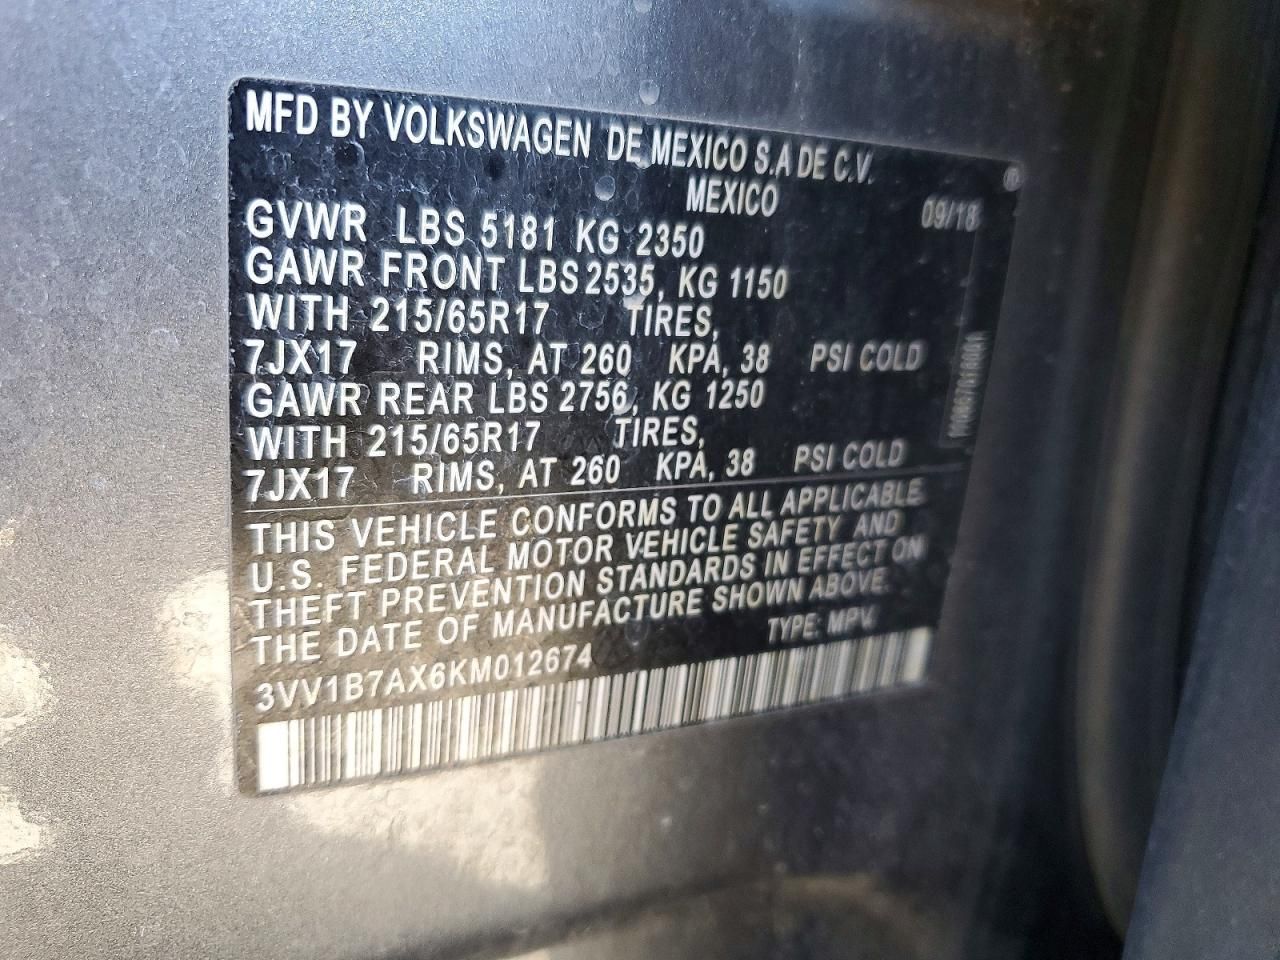 MFD BY VOLKSWAGEN DE MEXICO S.A DE C.V.
MEXICO 09/18
GVWR LBS 5181 KG 2350
GAWR FRONT LBS 2535, KG 1150
WITH 215/65R17 TIRES,
7JX17 RIMS, AT 260 KPA, 38 PSI COLD
GAWR REAR LBS 2756, KG 1250
WITH 215/65R17 TIRES,
7JX17 RIMS, AT 260 KPA, 38 PSI COLD
THIS VEHICLE CONFORMS TO ALL APPLICABLE
U.S. FEDERAL MOTOR VEHICLE SAFETY AND
THEFT PREVENTION STANDARDS IN EFFECT ON
THE DATE OF MANUFACTURE SHOWN ABOVE.
3VV1B7AX6KM012674 TYPE: MPV.